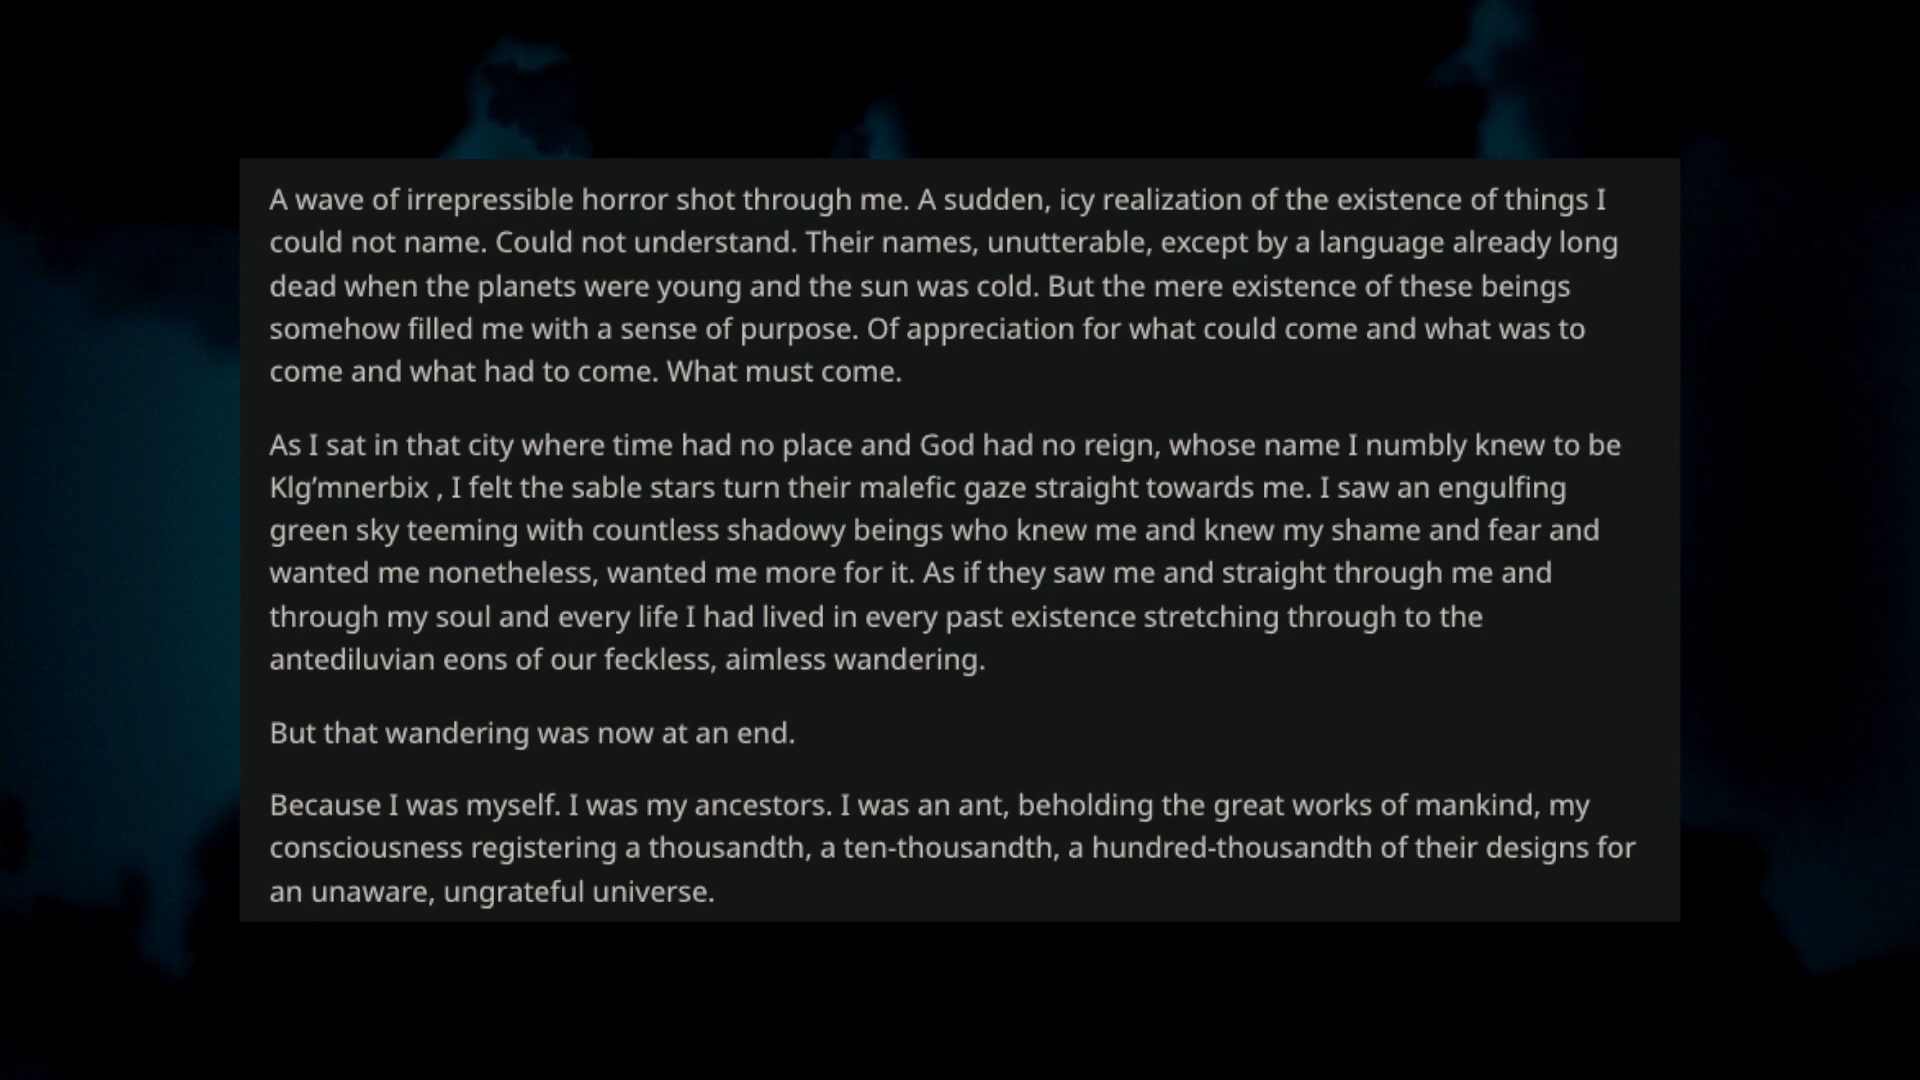 A wave of irrepressible horror shot through me. A sudden, icy realization of the existence of things I
could not name. Could not understand. Their names, unutterable, except by a language already long
dead when the planets were young and the sun was cold. But the mere existence of these beings
somehow filled me with a sense of purpose. Of appreciation for what could come and what was to
come and what had to come. What must come.
As I sat in that city where time had no place and God had no reign, whose name I numbly knew to be
Klg’mnerbix , I felt the sable stars turn their malefic gaze straight towards me. I saw an engulfing
green sky teeming with countless shadowy beings who knew me and knew my shame and fear and
wanted me nonetheless, wanted me more for it. As if they saw me and straight through me and
through my soul and every life I had lived in every past existence stretching through to the
antediluvian eons of our feckless, aimless wandering.
But that wandering was now at an end.
Because I was myself. I was my ancestors. I was an ant, beholding the great works of mankind, my
consciousness registering a thousandth, a ten-thousandth, a hundred-thousandth of their designs for
an unaware, ungrateful universe.